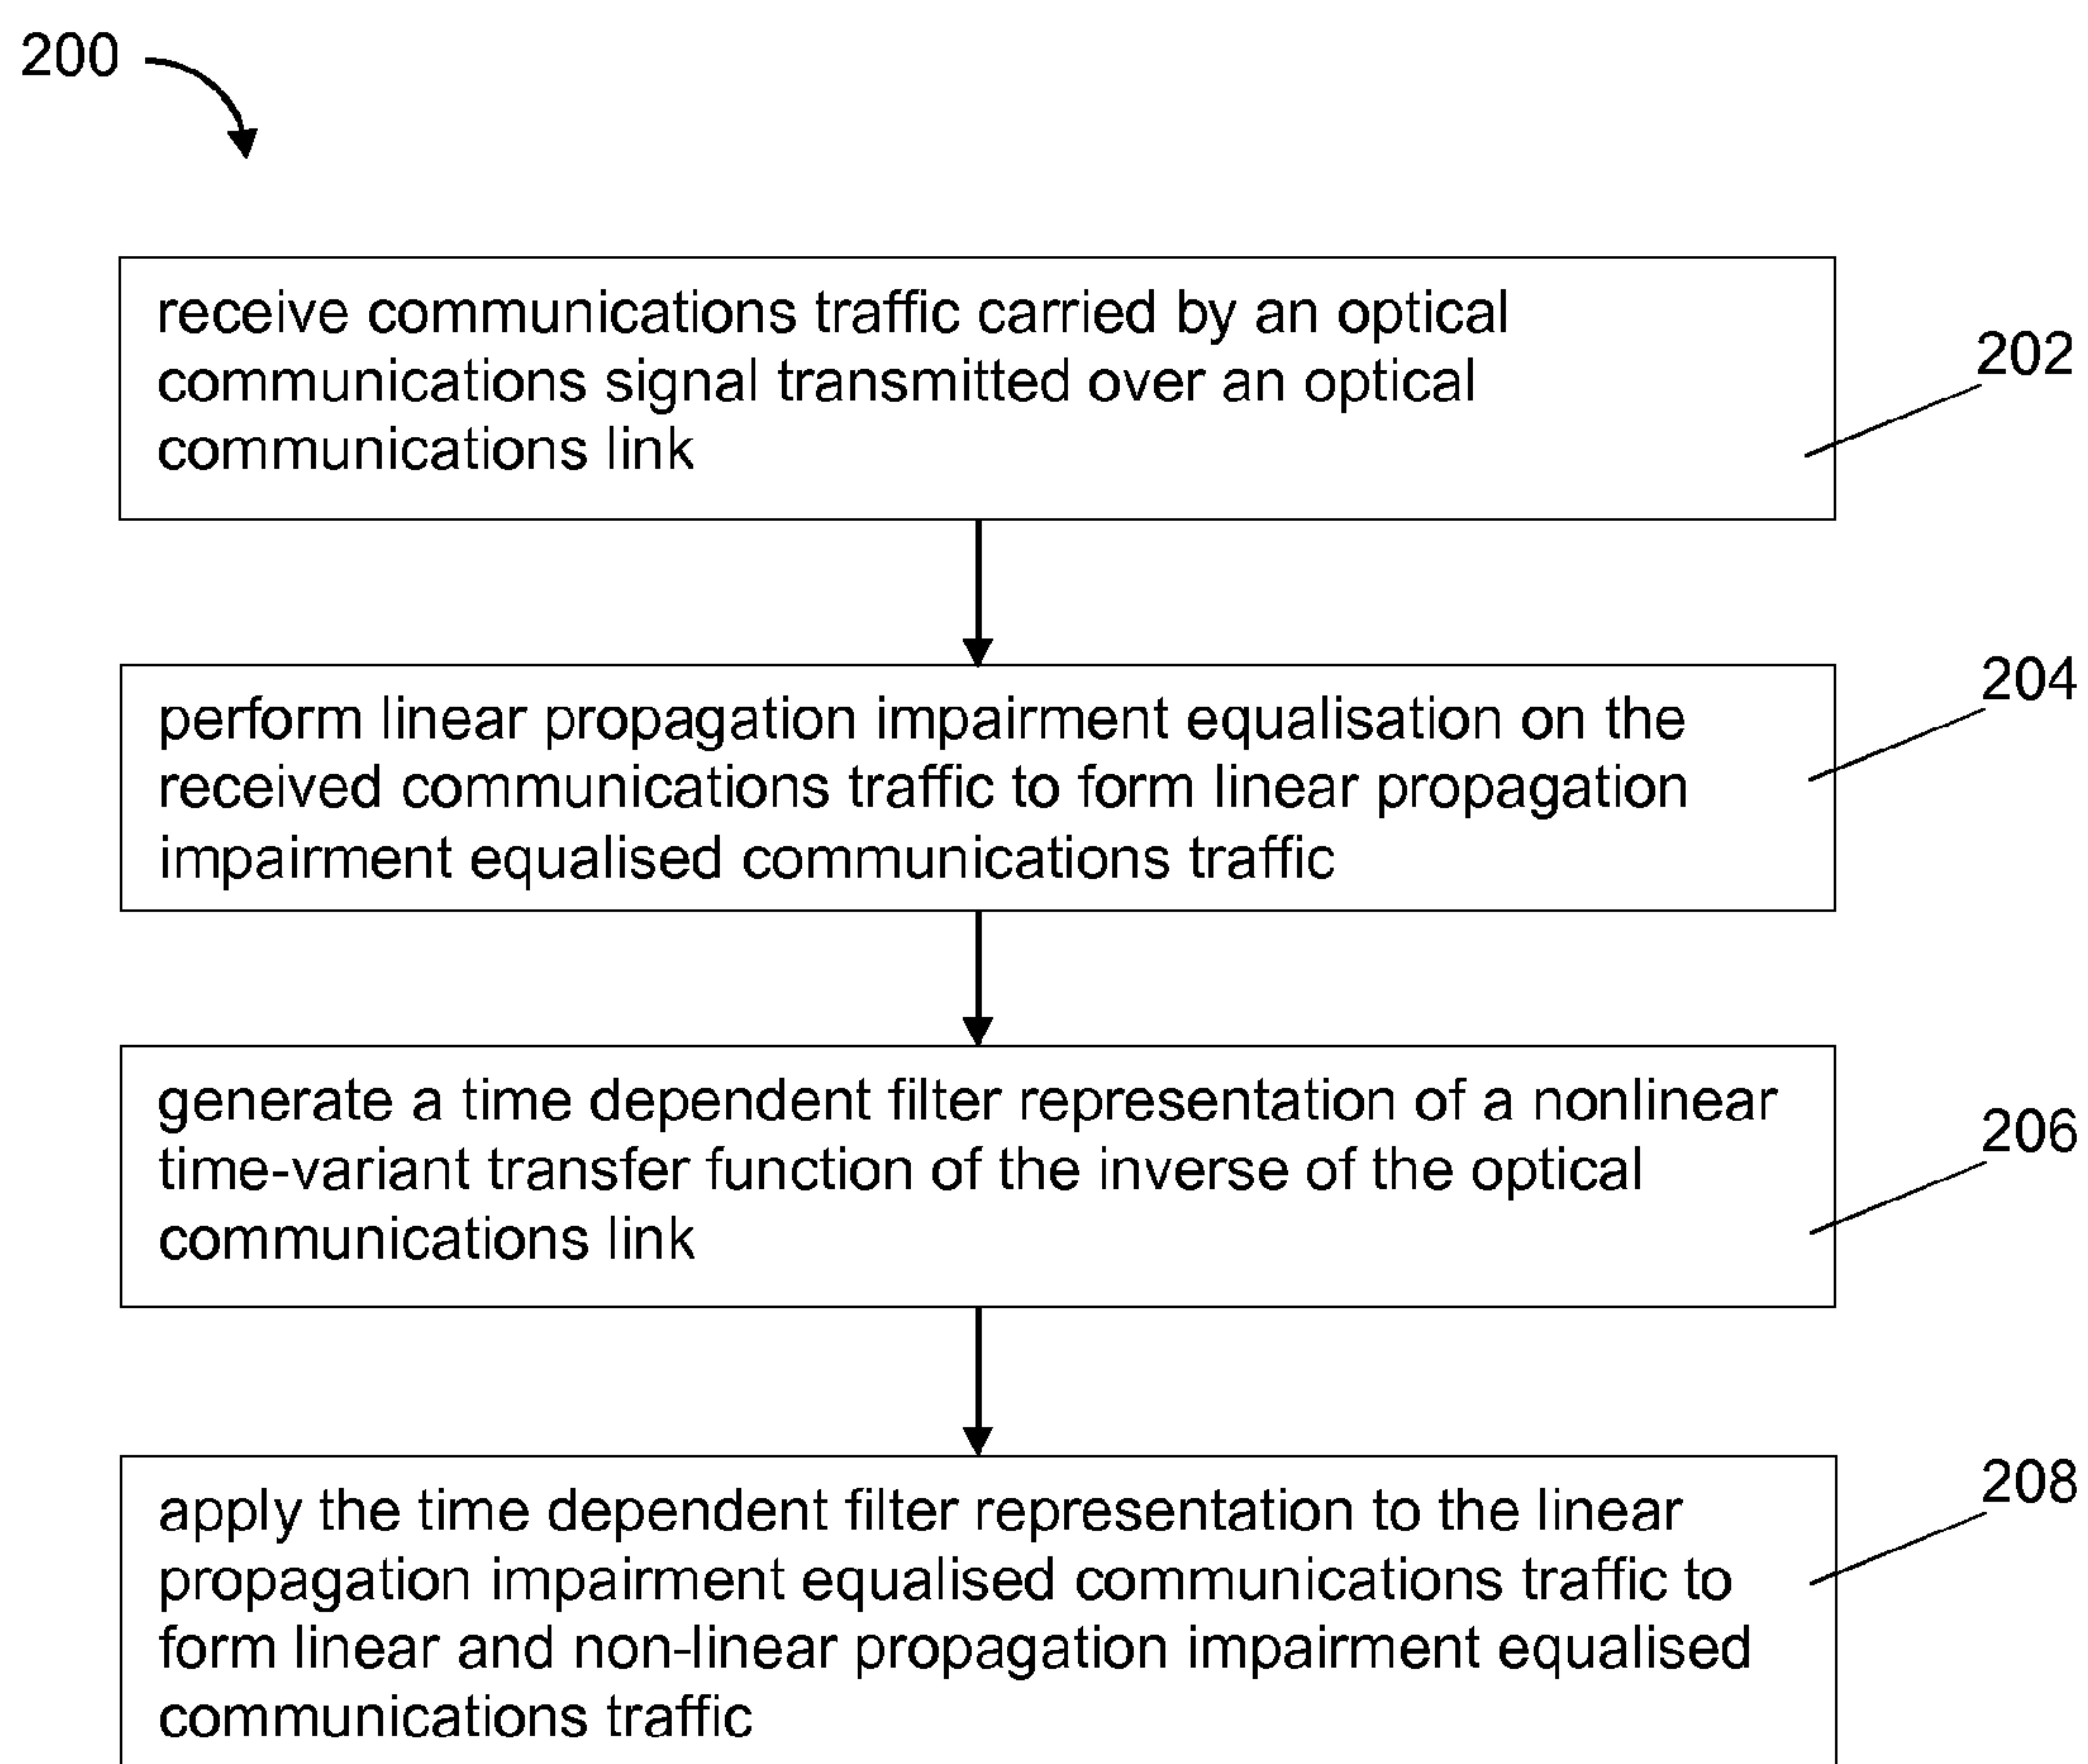 200
receive communications traffic carried by an optical
communications signal transmitted over an optical
communications link
202
perform linear propagation impairment equalisation on the
received communications traffic to form linear propagation
impairment equalised communications traffic
204
generate a time dependent filter representation of a nonlinear
time-variant transfer function of the inverse of the optical
communications link
206
apply the time dependent filter representation to the linear
propagation impairment equalised communications traffic to
form linear and non-linear propagation impairment equalised
communications traffic
208